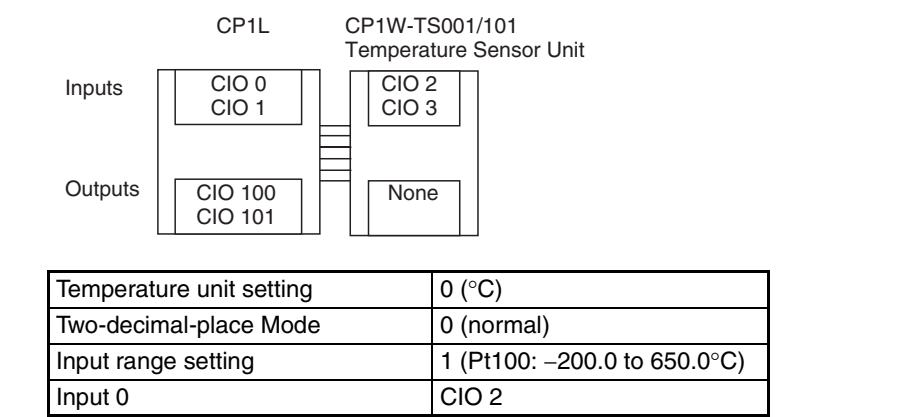 CP1L
CP1W-TS001/101
Temperature Sensor Unit
Inputs
CIO 0
CIO 1
CIO 2
CIO 3
Outputs
CIO 100
CIO 101
None
Temperature unit setting 0 (°C)
Two-decimal-place Mode 0 (normal)
Input range setting 1 (Pt100: −200.0 to 650.0°C)
Input 0 CIO 2